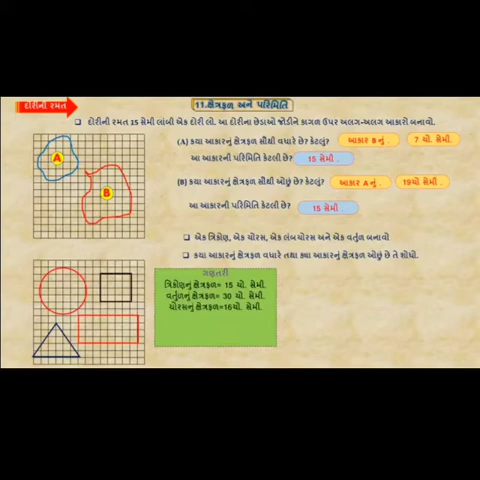 દોરીની રમત
11.ક્ષેત્રફળ અને પરિમિતિ
દોરીની રમત 15 સેમી લાંબી એક દોરી લો. આ દોરીના છેડાઓ જોડીને કાગળ ઉપર અલગ-અલગ આકારો બનાવો.
(A) કયા આકારનું ક્ષેત્રફળ સૌથી વધારે છે? કેટલું? આકાર B નું . 7 ચો. સેમી.
આ આકારની પરિમિતિ કેટલી છે? 15 સેમી .
(B) કયા આકારનું ક્ષેત્રફળ સૌથી ઓછું છે? કેટલું? આકાર A નું . 19ચો સેમી .
આ આકારની પરિમિતિ કેટલી છે? 15 સેમી .
A
B
એક ત્રિકોણ, એક ચોરસ, એક લંબચોરસ અને એક વર્તુળ બનાવો
કયા આકારનું ક્ષેત્રફળ વધારે તથા ક્યા આકારનું ક્ષેત્રફળ ઓછું છે તે શોધો.
ગણતરી
ત્રિકોણનું ક્ષેત્રફળ= 15 ચો. સેમી.
વર્તુળનું ક્ષેત્રફળ= 30 ચો. સેમી.
ચોરસનું ક્ષેત્રફળ=16ચો. સેમી.